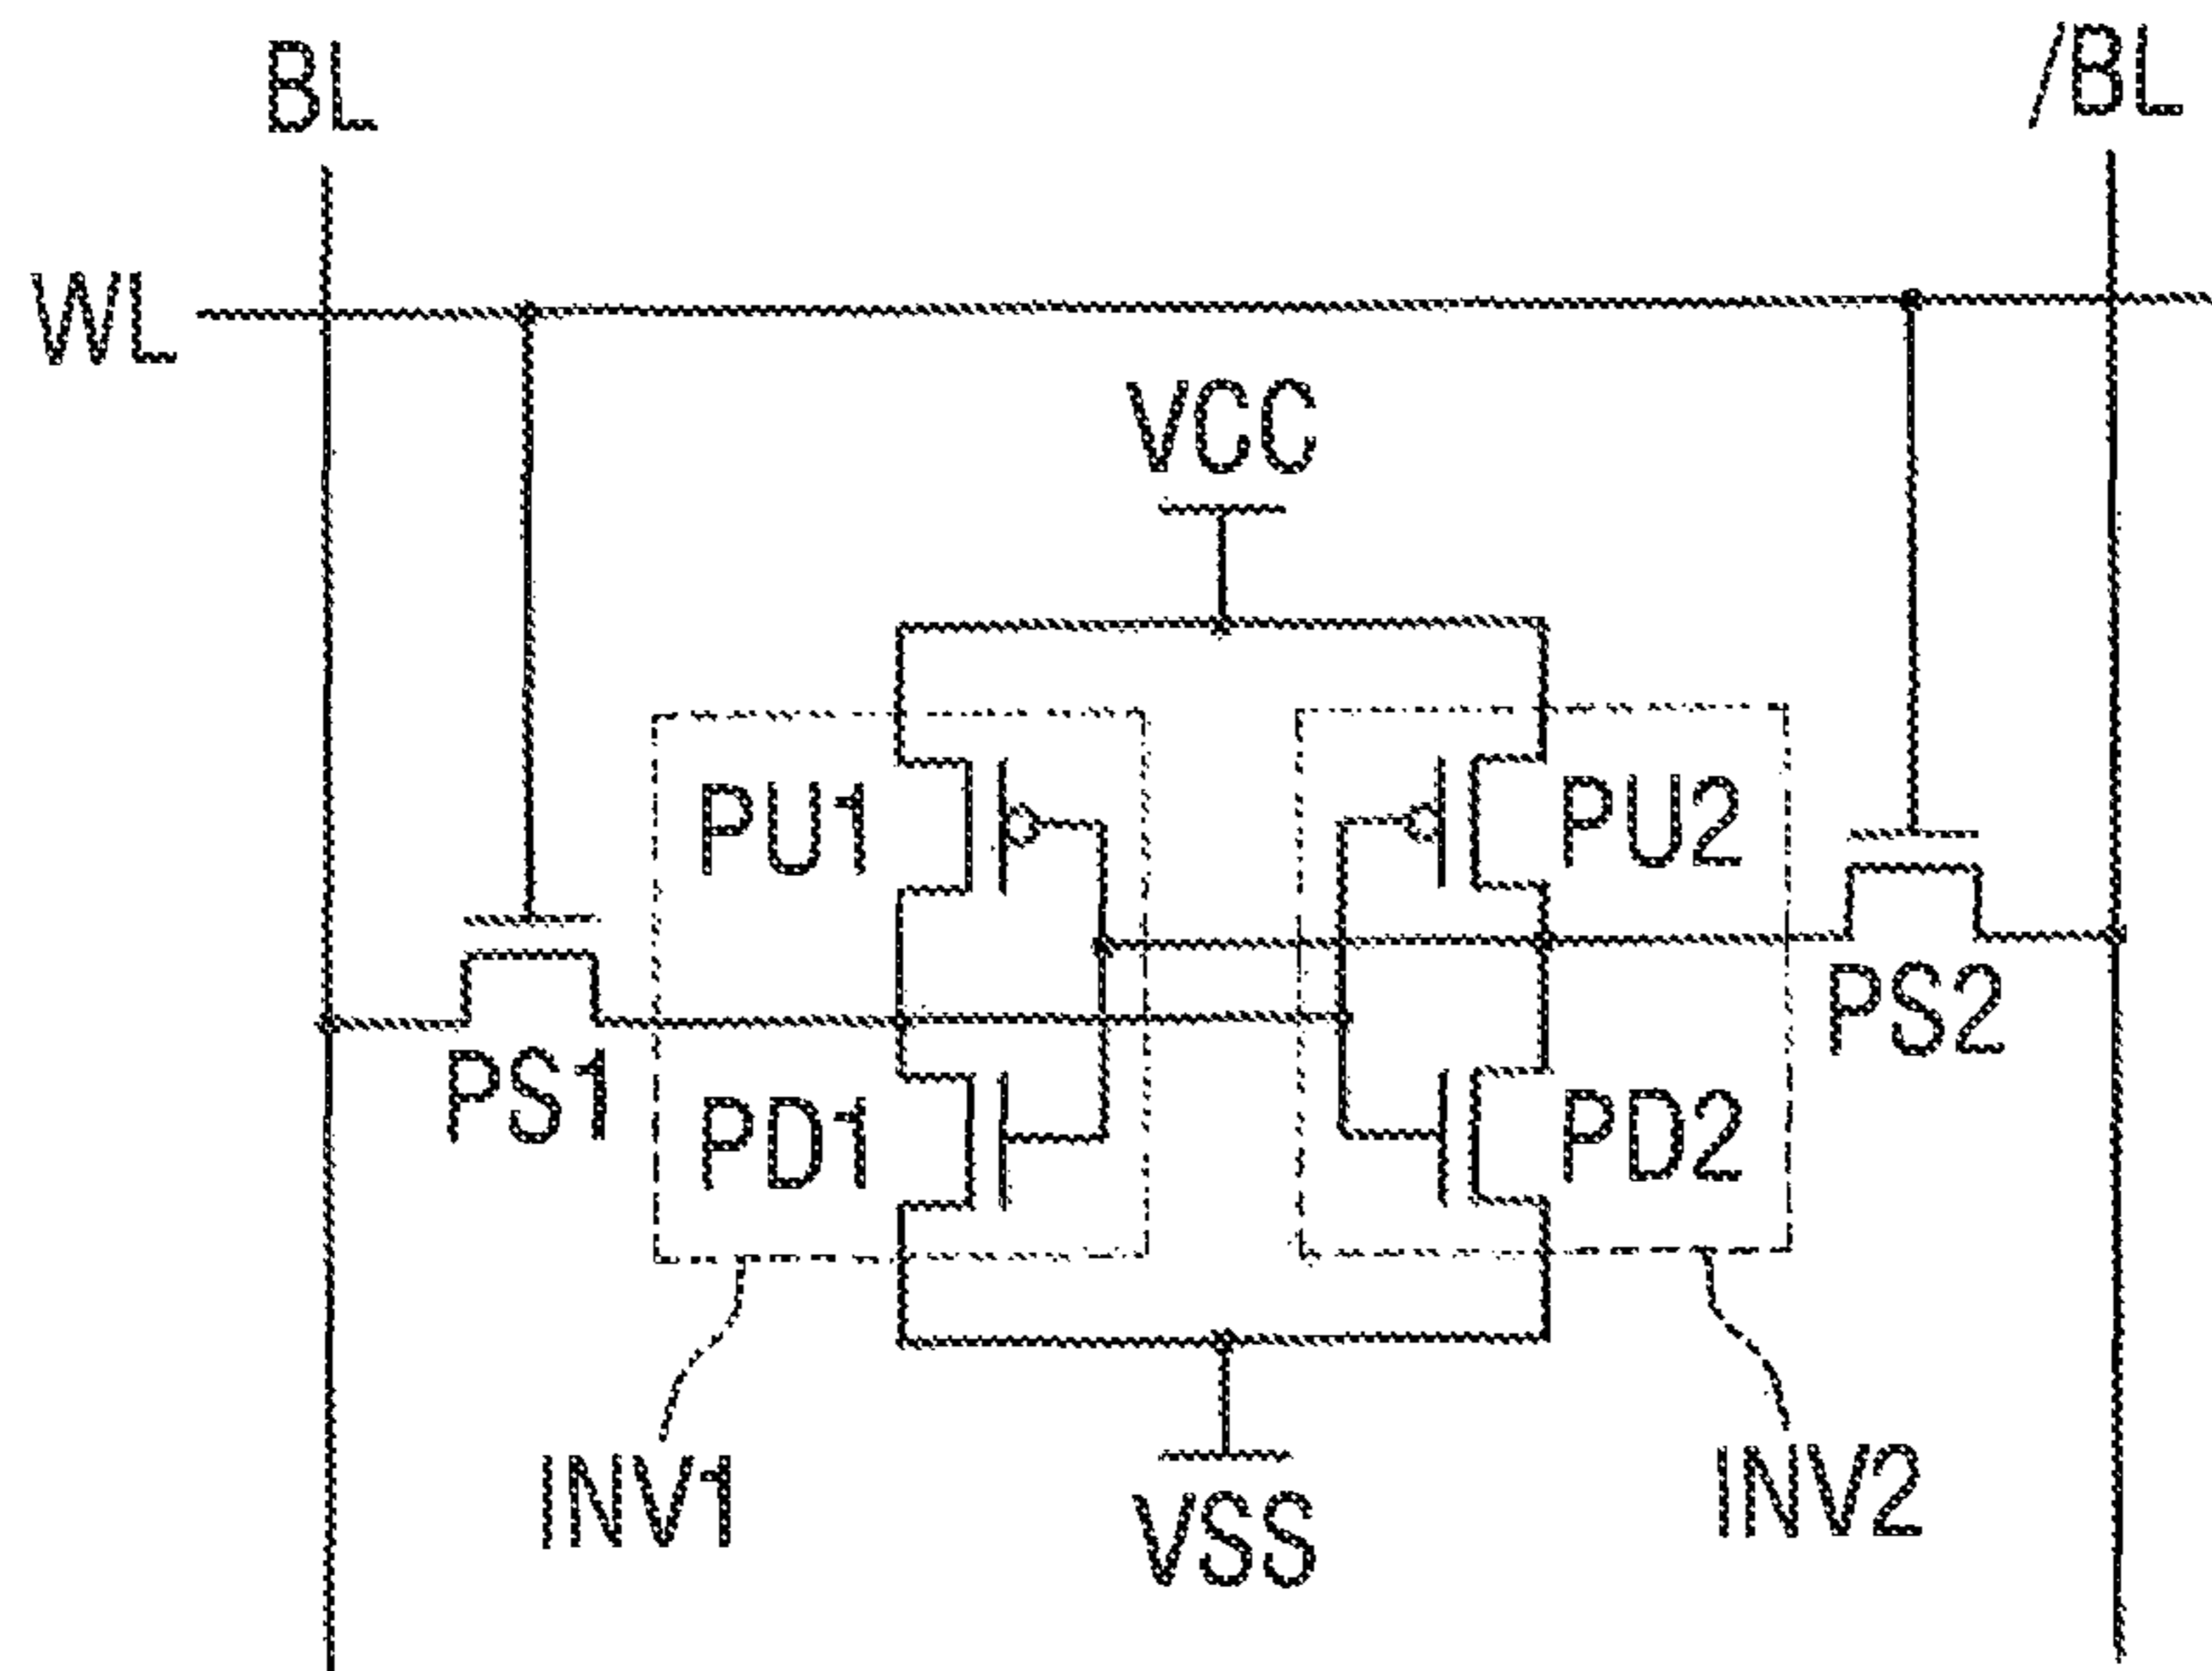 BL
/BL
WL
VCC
PU1
PU2
PS1
PS2
PD1
PD2
INV1
INV2
VSS